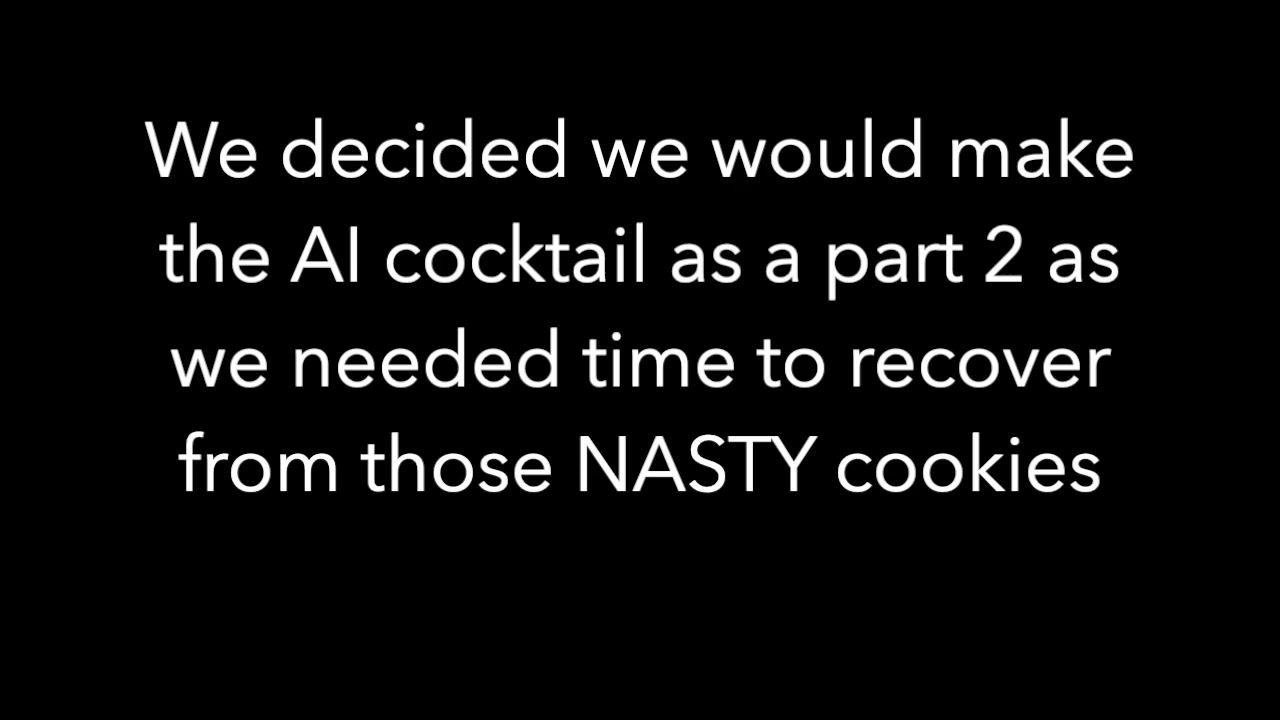 We decided we would make
the AI cocktail as a part 2 as
we needed time to recover
from those NASTY cookies